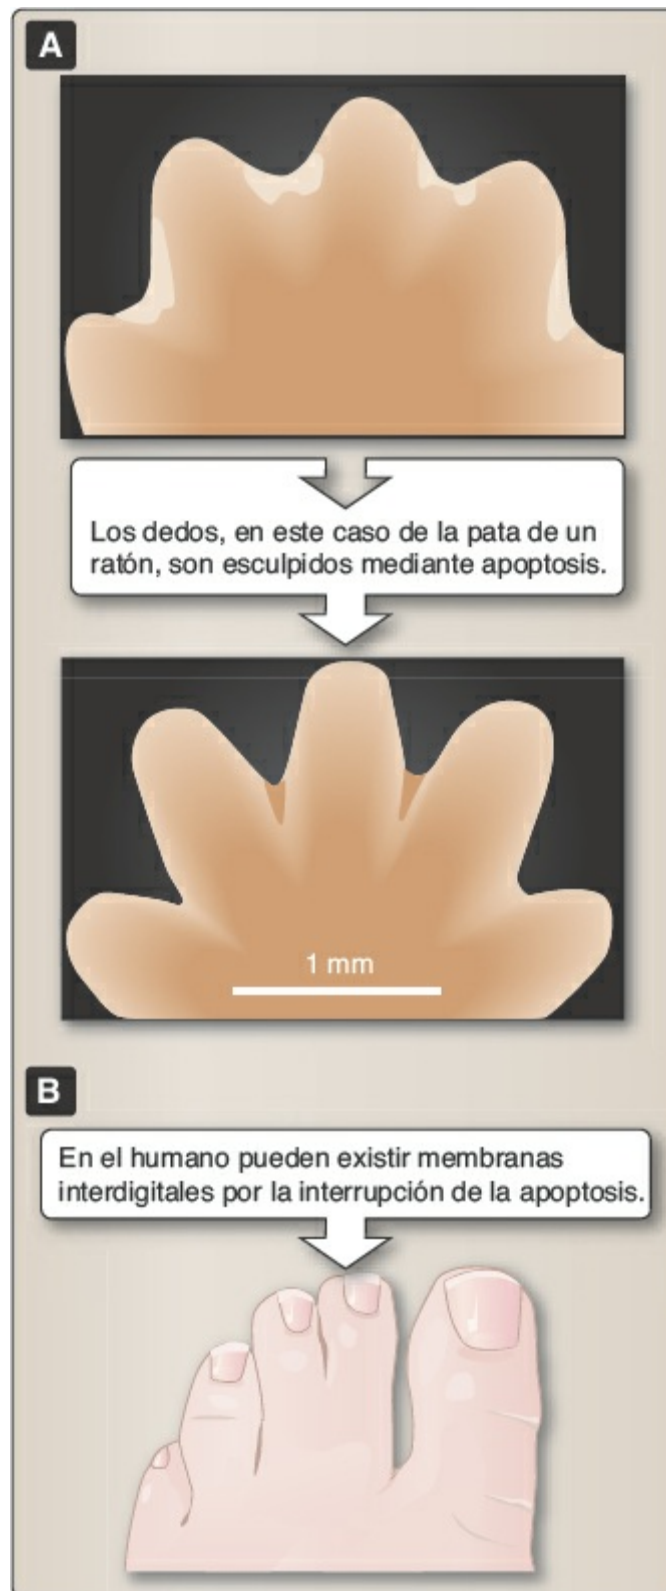 A
Los dedos, en este caso de la pata de un
ratón, son esculpidos mediante apoptosis.
1 mm
B
En el humano pueden existir membranas
interdigitales por la interrupción de la apoptosis.